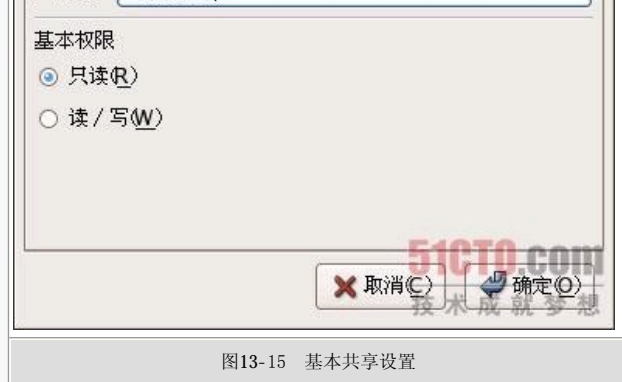 基本权限
只读(R)
读/写(W)
51CTO.com
取消(C) 确定(O)
技术成就梦想
图13-15 基本共享设置